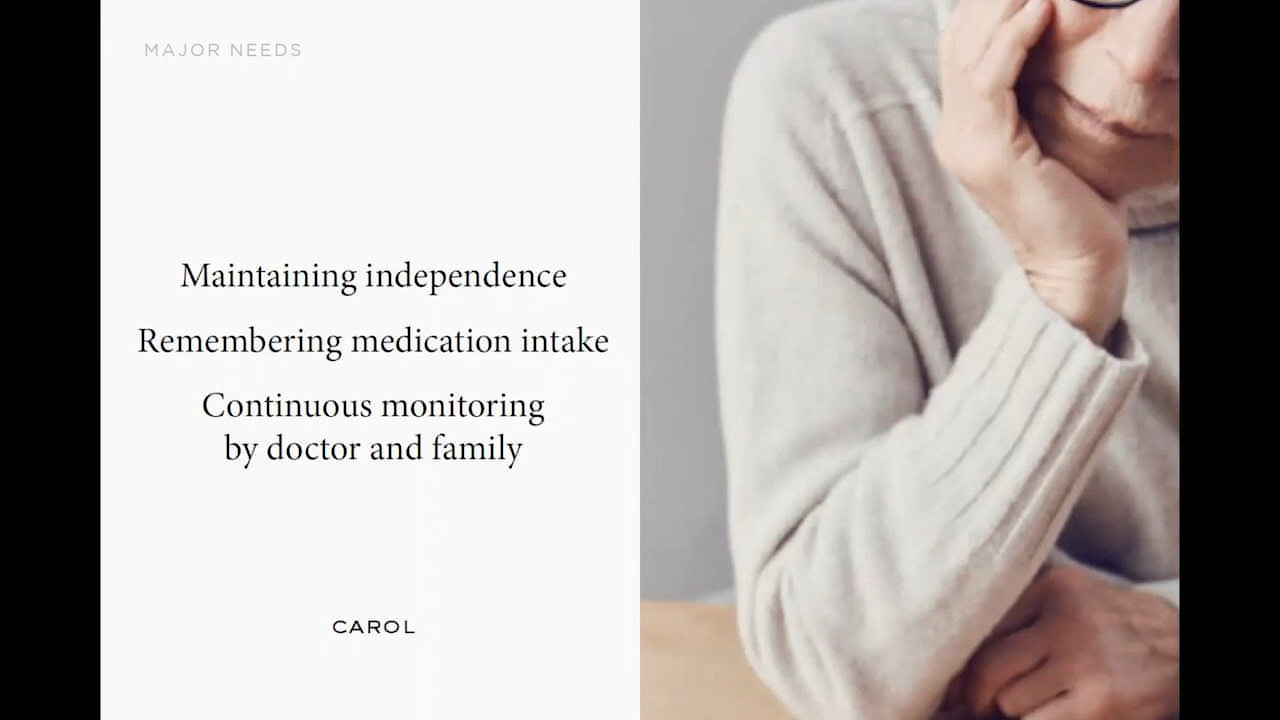 MAJOR NEEDS
Maintaining independence
Remembering medication intake
Continuous monitoring
by doctor and family
CAROL